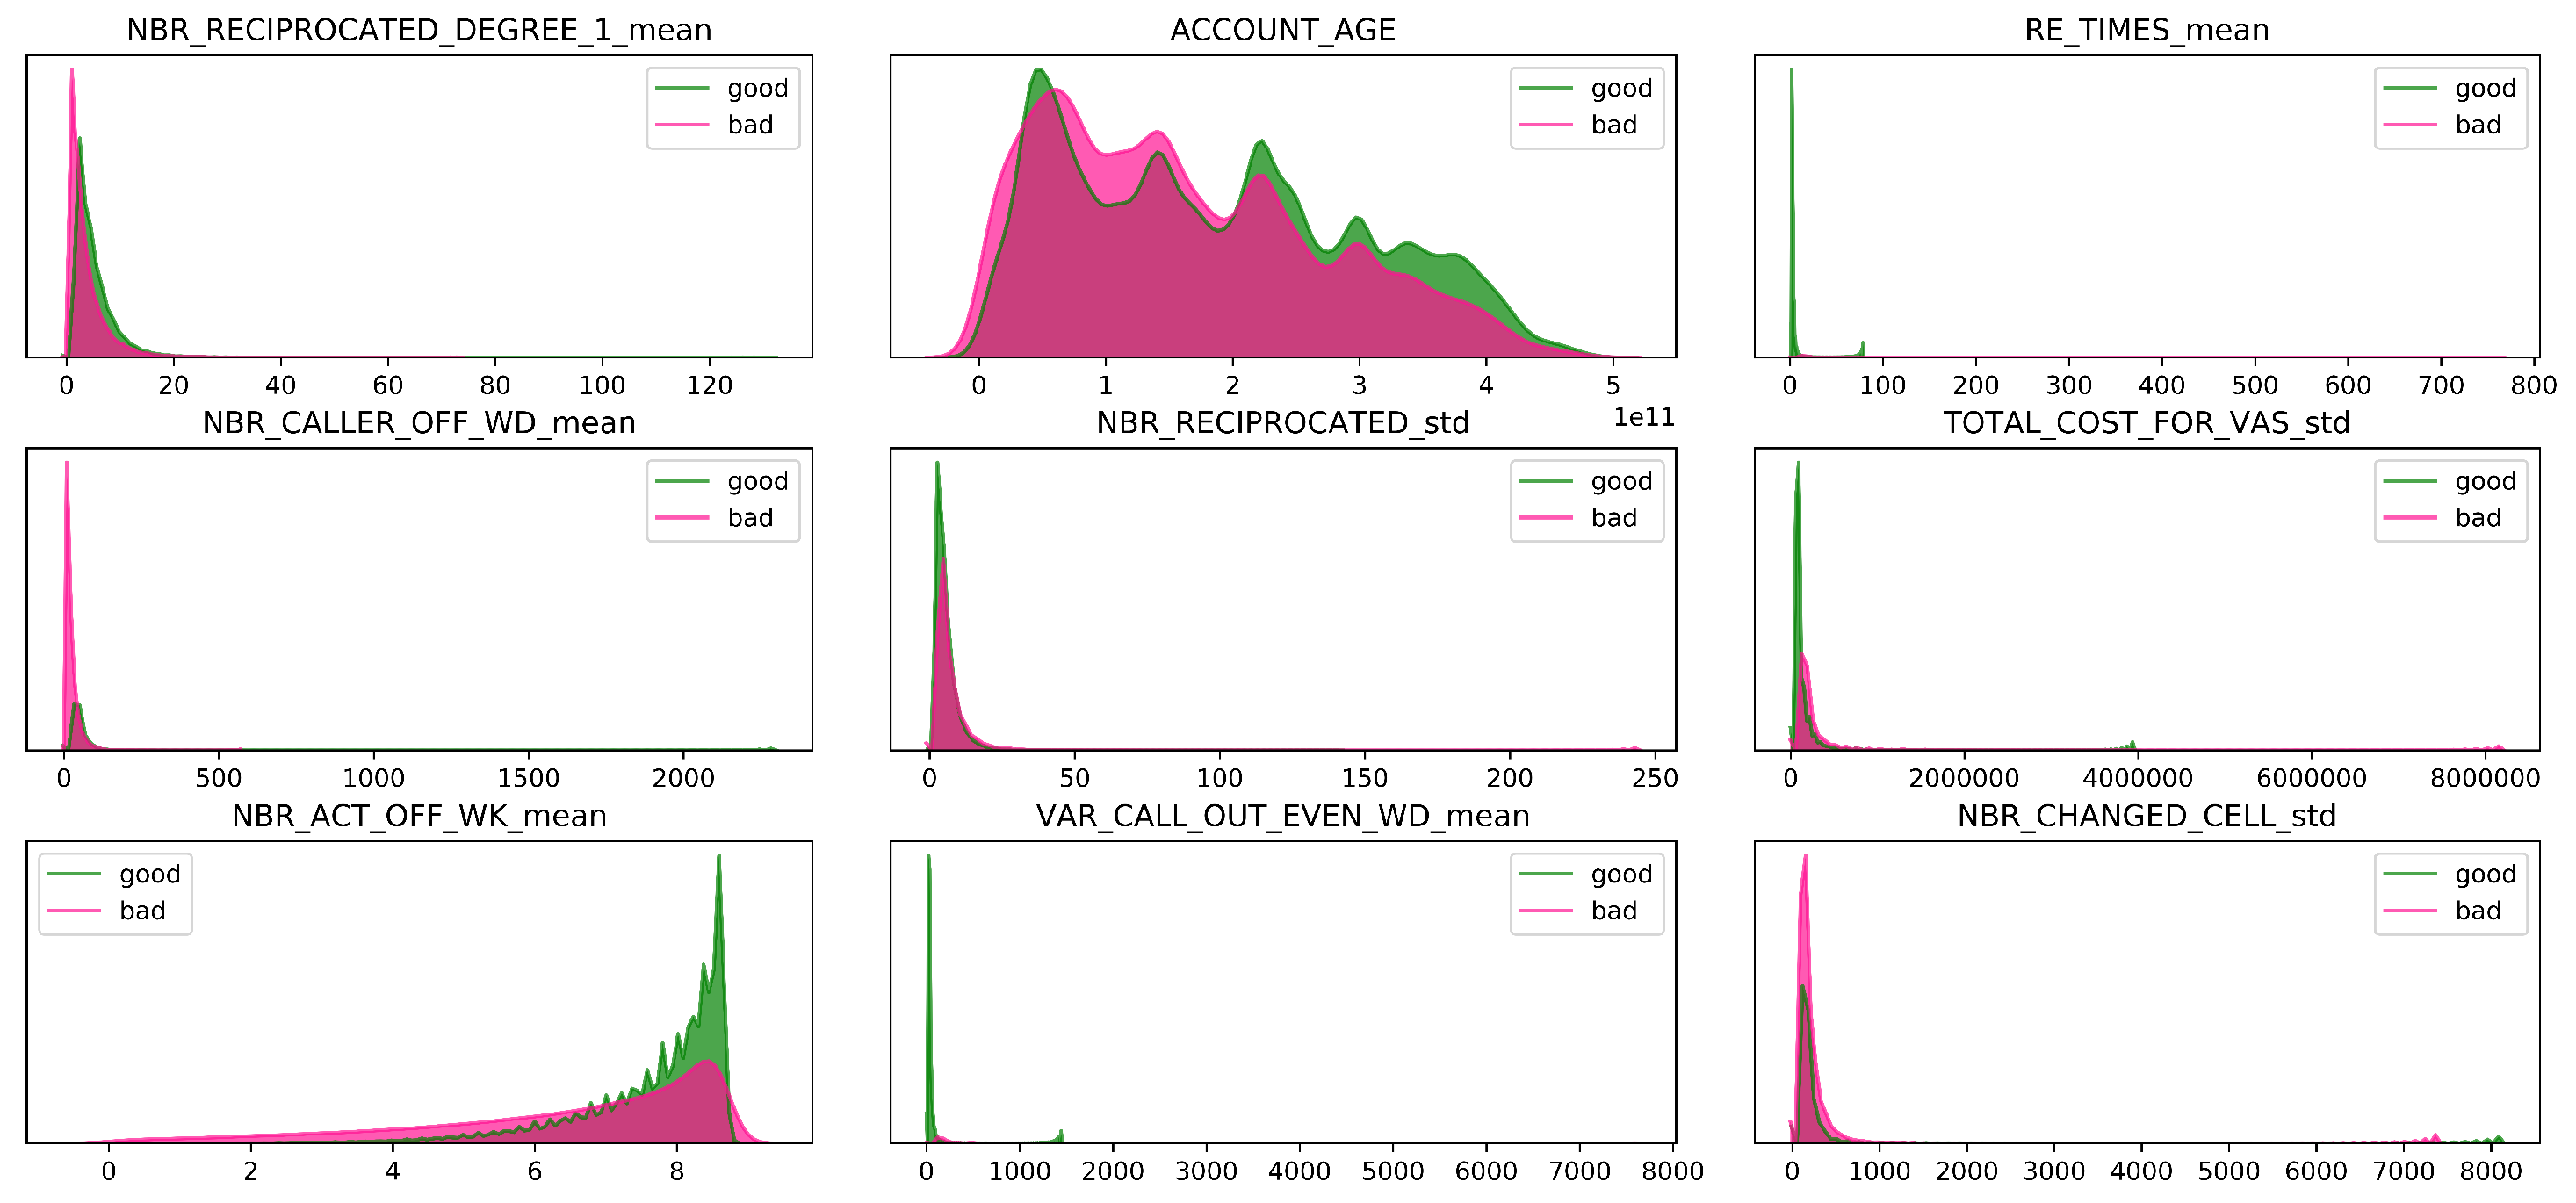 NBR_RECIPROCATED_DEGREE_1_mean
good
bad
0 20 40 60 80 100 120
ACCOUNT_AGE
good
bad
0 1 2 3 4 5
1e11
RE_TIMES_mean
good
bad
0 100 200 300 400 500 600 700 800
NBR_CALLER_OFF_WD_mean
good
bad
0 500 1000 1500 2000
NBR_RECIPROCATED_std
good
bad
0 50 100 150 200 250
TOTAL_COST_FOR_VAS_std
good
bad
0 2000000 4000000 6000000 8000000
NBR_ACT_OFF_WK_mean
good
bad
0 2 4 6 8
VAR_CALL_OUT_EVEN_WD_mean
good
bad
0 1000 2000 3000 4000 5000 6000 7000 8000
NBR_CHANGED_CELL_std
good
bad
0 1000 2000 3000 4000 5000 6000 7000 8000